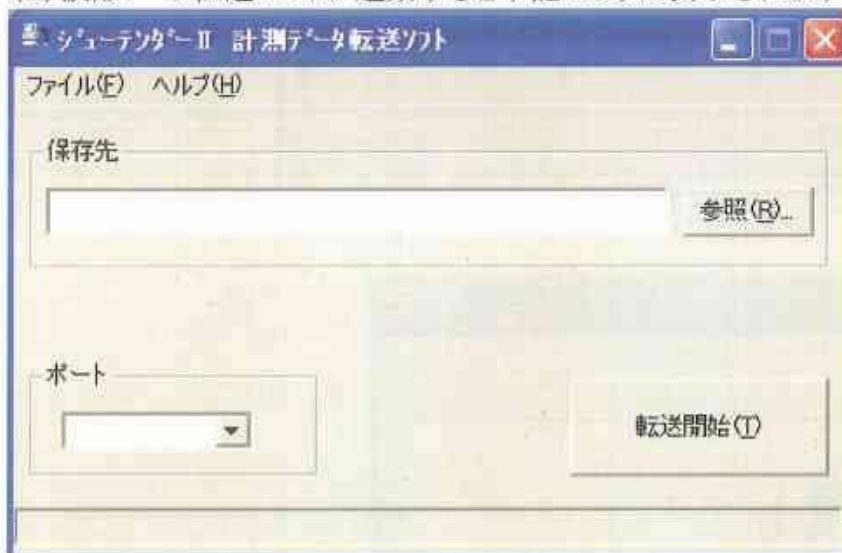 ジューテンダーⅡ 計測データ転送ソフト
ファイル(F) ヘルプ(H)
保存先
参照(R)...
ポート
転送開始(T)